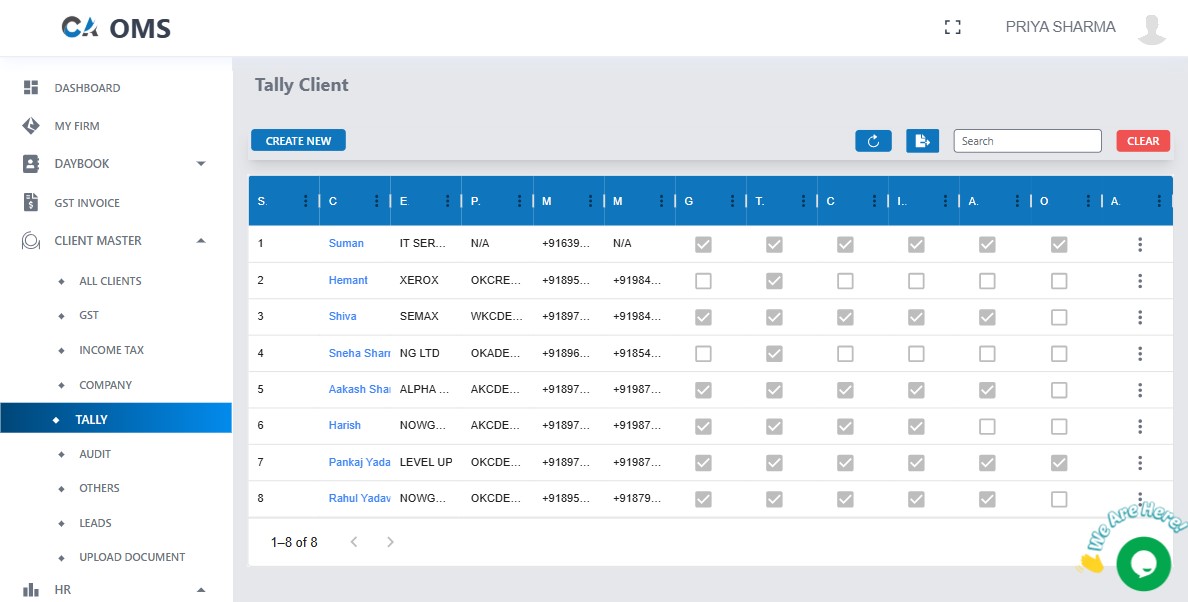 CA OMS
PRIYA SHARMA
DASHBOARD
MY FIRM
DAYBOOK
GST INVOICE
CLIENT MASTER
ALL CLIENTS
GST
INCOME TAX
COMPANY
TALLY
AUDIT
OTHERS
LEADS
UPLOAD DOCUMENT
HR
Tally Client
CREATE NEW
Search
CLEAR
S. C E. P. M M G T. C I.. A. O A.
1 Suman IT SER... N/A +91639... N/A
2 Hemant XEROX OKCRE... +91895... +91984...
3 Shiva SEMAX WKCDE... +91897... +91984...
4 Sneha Shar NG LTD OKADE... +91896... +91854...
5 Aakash Sha ALPHA ... AKCDE... +91897... +91987...
6 Harish NOWG... AKCDE... +91897... +91987...
7 Pankaj Yada LEVEL UP OKCDE... +91897... +91987...
8 Rahul Yadav NOWG... OKCDE... +91895... +91879...
1–8 of 8
We Are Here!